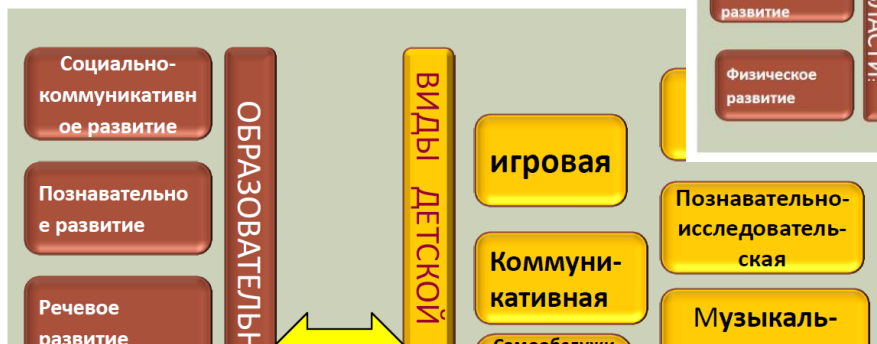 Социально-
коммуникативн
ое развитие
Познавательно
е развитие
Речевое
развитие
ОБРАЗОВАТЕЛЬН
ВИДЫ ДЕТСКОЙ
игровая
Коммуни-
кативная
Самообслужи
Познавательно-
исследователь-
ская
Музыкаль-
развитие
Физическое
развитие
ЛАСТИ: